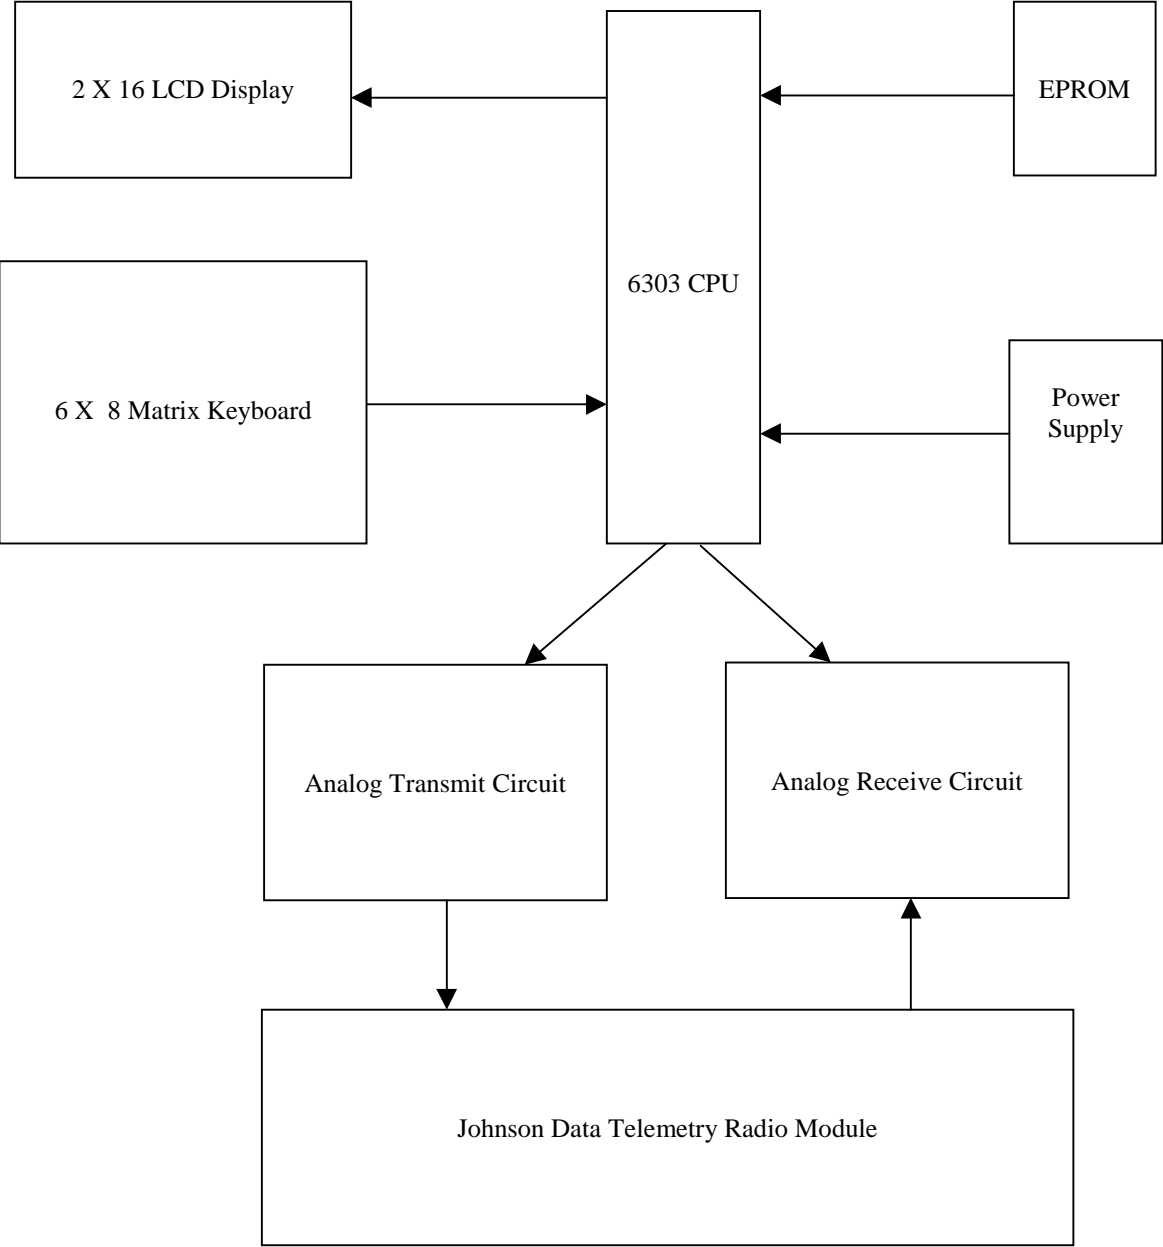 2 X 16 LCD Display
EPROM
6303 CPU
6 X  8 Matrix Keyboard
Power
Supply
Analog Transmit Circuit
Analog Receive Circuit
Johnson Data Telemetry Radio Module